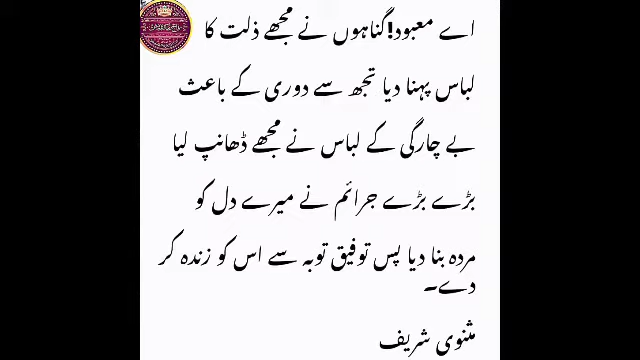 اے معبود!گناہوں نے مجھے ذلت کا
لباس پہنا دیا تجھ سے دوری کے باعث
بے چارگی کے لباس نے مجھے ڈھانپ لیا
بڑے بڑے جرائم نے میرے دل کو
مردہ بنا دیا پس توفیق توبہ سے اس کو زندہ کر
دے۔
مثنوی شریف